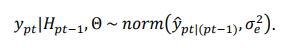 y_{pt}|H_{pt-1}, Θ ~ norm(ŷ_{pt|(pt-1)}, σ_e^2).